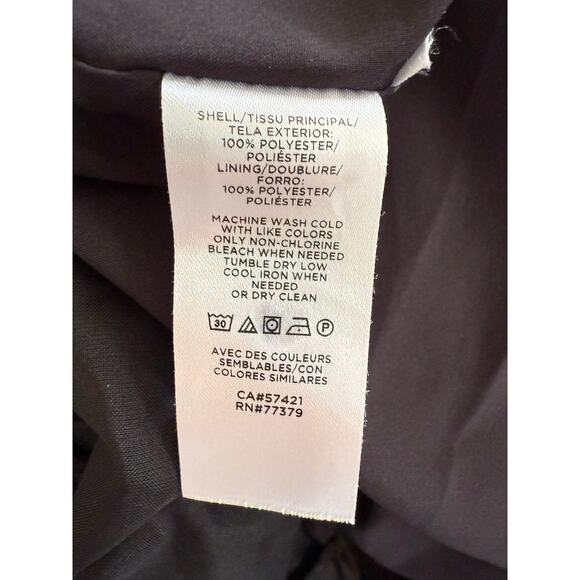 SHELL/TISSU PRINCIPAL/
TELA EXTERIOR:
100% POLYESTER/
POLIÉSTER
LINING/DOUBLURE/
FORRO:
100% POLYESTER/
POLIÉSTER
MACHINE WASH COLD
WITH LIKE COLORS
ONLY NON-CHLORINE
BLEACH WHEN NEEDED
TUMBLE DRY LOW
COOL IRON WHEN
NEEDED
OR DRY CLEAN
30 P
AVEC DES COULEURS
SEMBLABLES/CON
COLORES SIMILARES
CA#57421
RN#77379